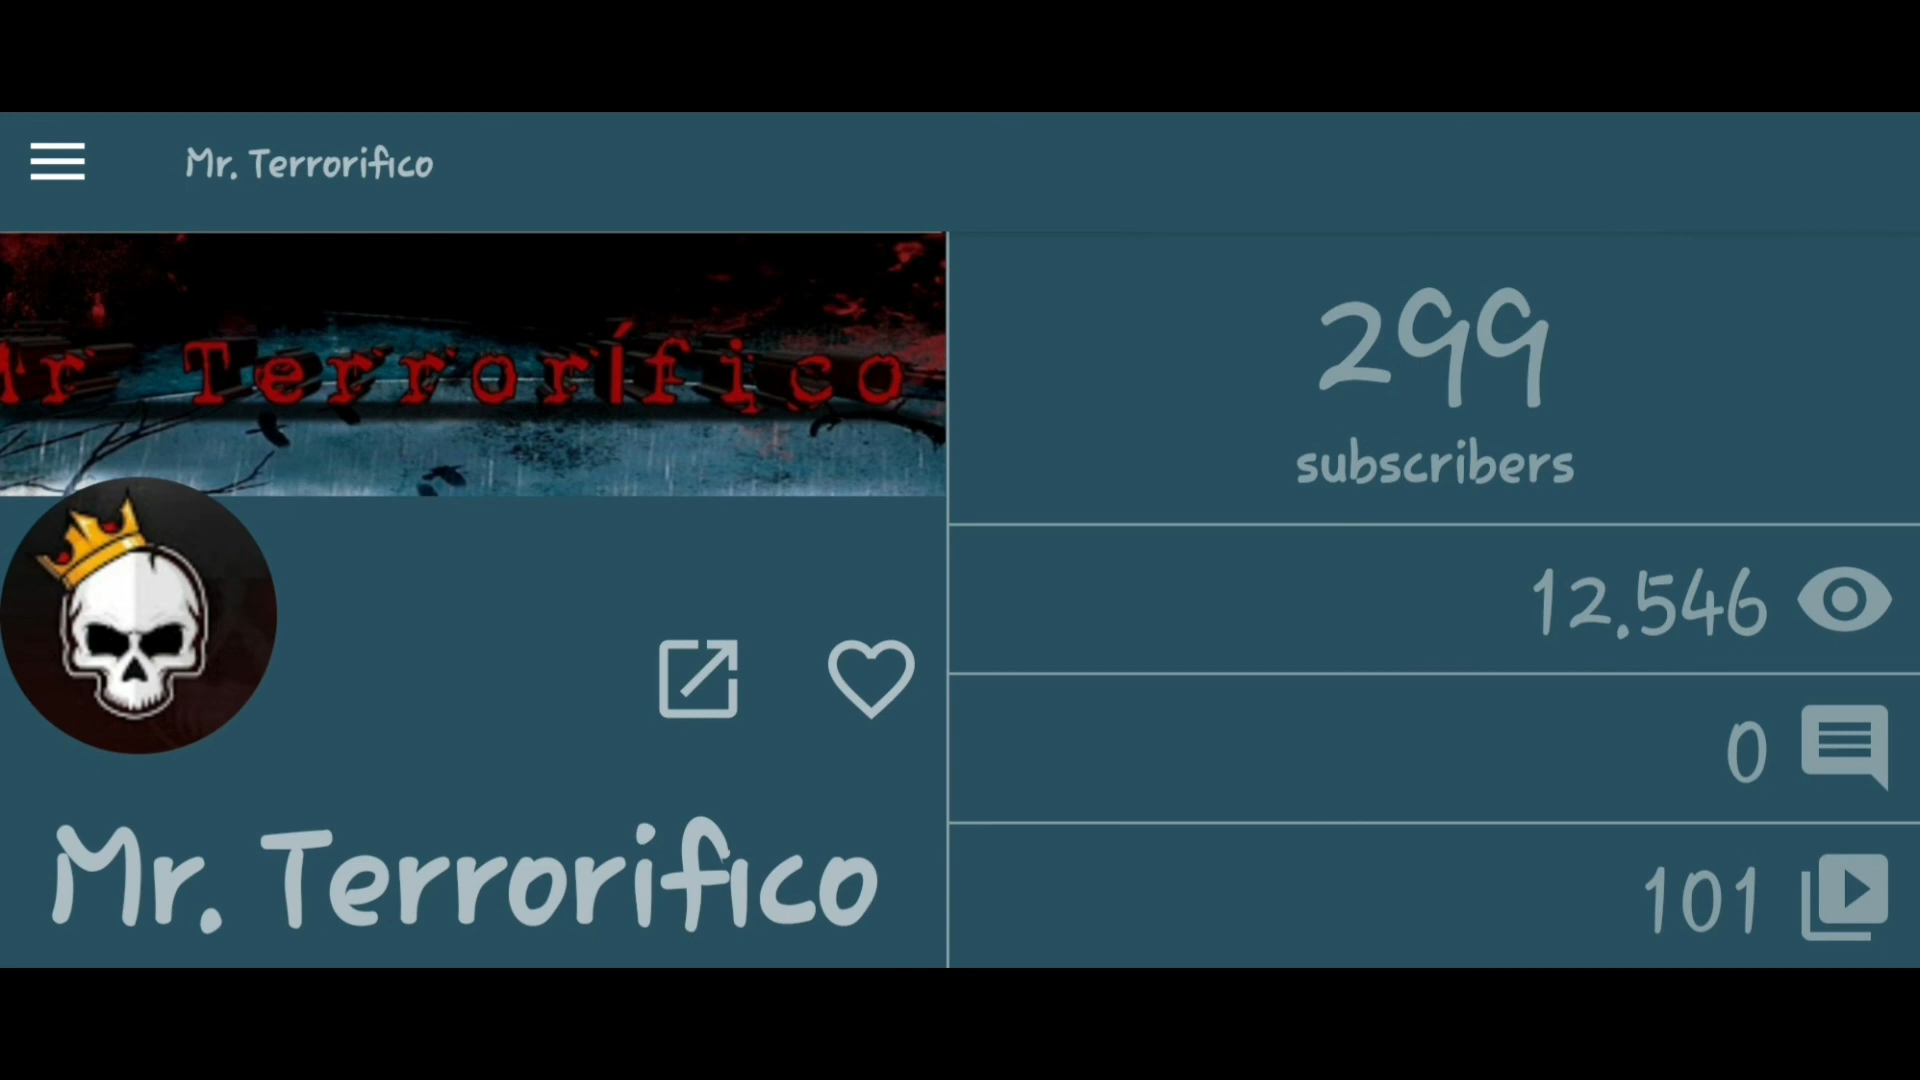 Mr. Terrorifico
Mr Terrorífico
299
subscribers
12.546
0
101
Mr. Terrorifico